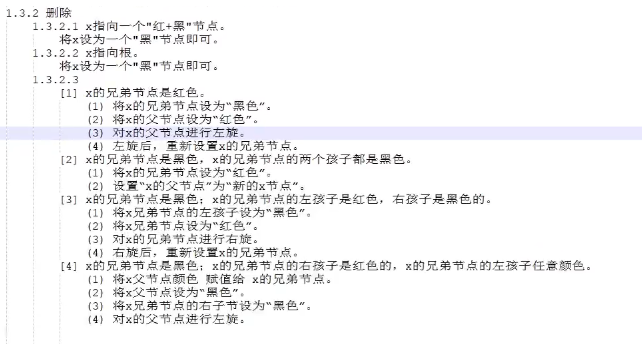 1.3.2 删除
1.3.2.1 x指向一个"红+黑"节点。
将x设为一个"黑"节点即可。
1.3.2.2 x指向根。
将x设为一个"黑"节点即可。
1.3.2.3
[1] x的兄弟节点是红色。
(1) 将x的兄弟节点设为“黑色”。
(2) 将x的父节点设为“红色”。
(3) 对x的父节点进行左旋。
(4) 左旋后，重新设置x的兄弟节点。
[2] x的兄弟节点是黑色，x的兄弟节点的两个孩子都是黑色。
(1) 将x的兄弟节点设为“红色”。
(2) 设置“x的父节点”为“新的x节点”。
[3] x的兄弟节点是黑色；x的兄弟节点的左孩子是红色，右孩子是黑色的。
(1) 将x兄弟节点的左孩子设为“黑色”。
(2) 将x兄弟节点设为“红色”。
(3) 对x的兄弟节点进行右旋。
(4) 右旋后，重新设置x的兄弟节点。
[4] x的兄弟节点是黑色；x的兄弟节点的右孩子是红色的，x的兄弟节点的左孩子任意颜色。
(1) 将x父节点颜色 赋值给 x的兄弟节点。
(2) 将x父节点设为“黑色”。
(3) 将x兄弟节点的右子节设为“黑色”。
(4) 对x的父节点进行左旋。